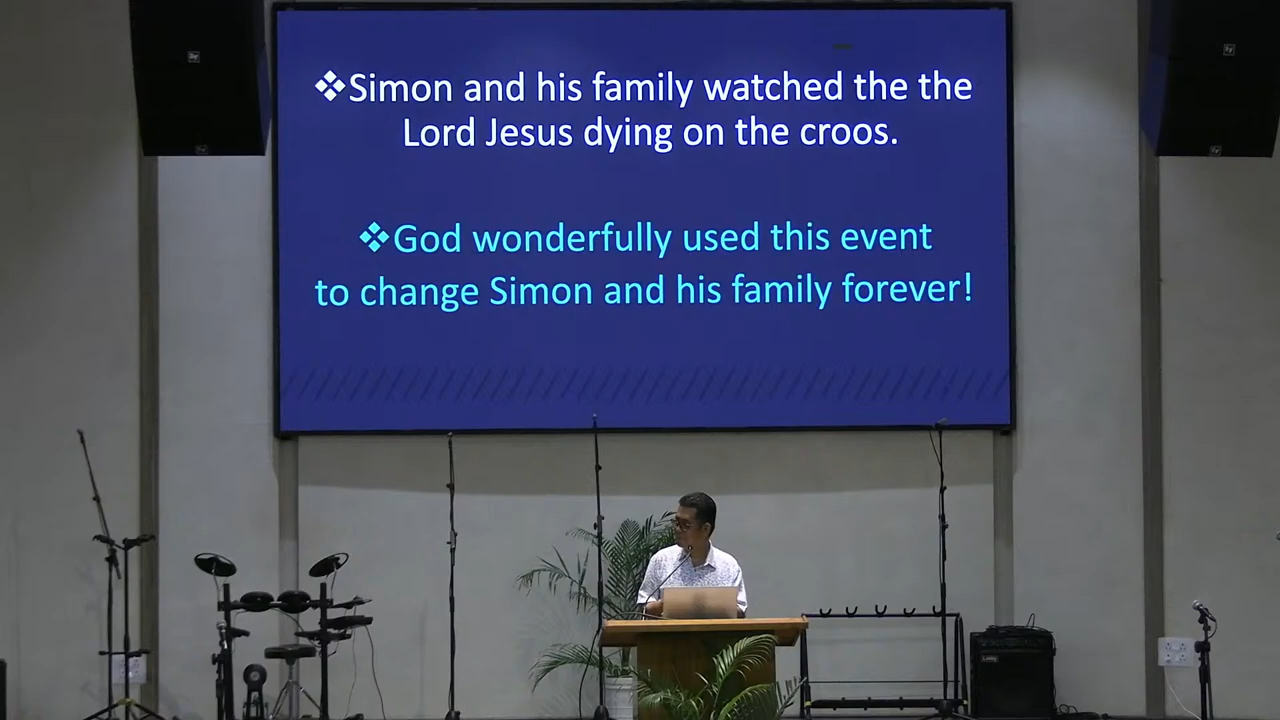 ❖Simon and his family watched the the
Lord Jesus dying on the croos.
❖God wonderfully used this event
to change Simon and his family forever!